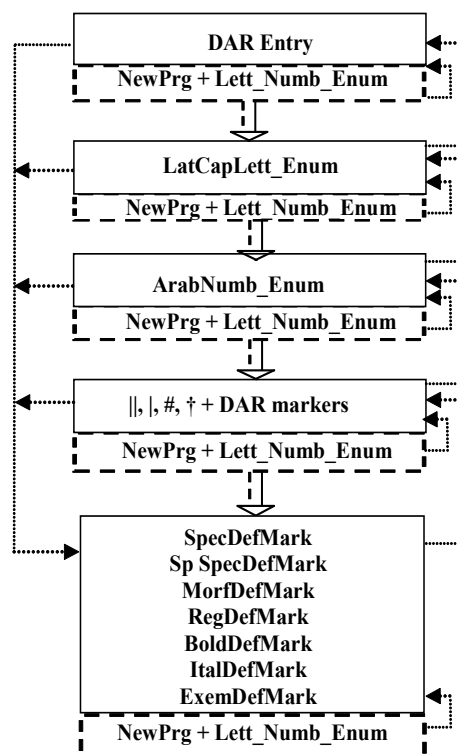 DAR Entry
NewPrg + Lett_Numb_Enum
LatCapLett_Enum
NewPrg + Lett_Numb_Enum
ArabNumb_Enum
NewPrg + Lett_Numb_Enum
||, |, #, † + DAR markers
NewPrg + Lett_Numb_Enum
SpecDefMark
Sp SpecDefMark
MorfDefMark
RegDefMark
BoldDefMark
ItalDefMark
ExemDefMark
NewPrg + Lett_Numb_Enum